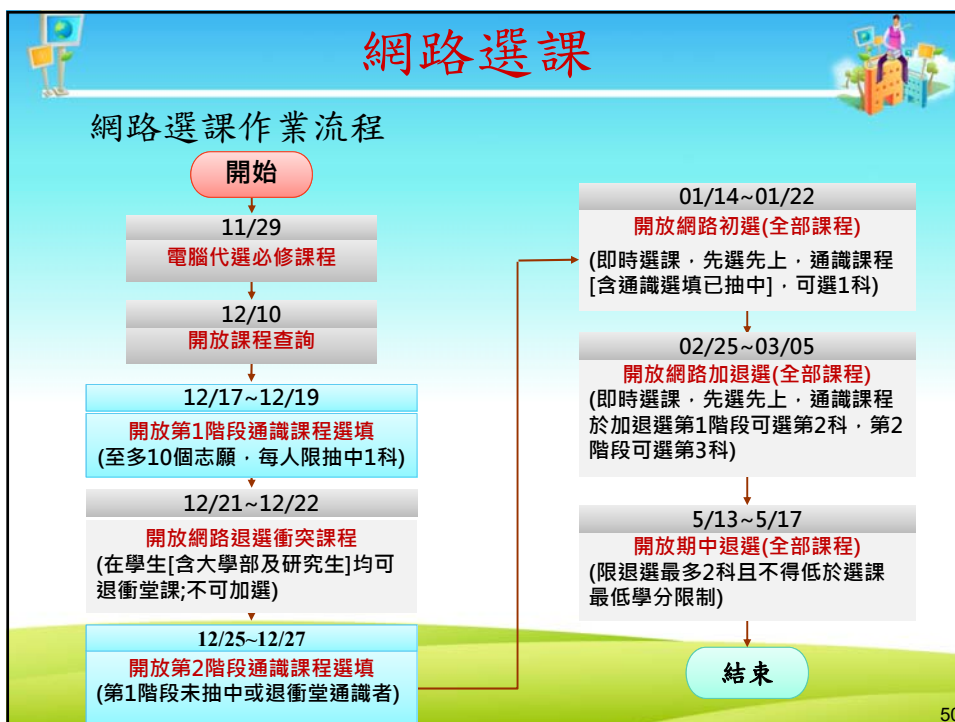 網路選課
網路選課作業流程
開始
11/29
電腦代選必修課程
12/10
開放課程查詢
12/17~12/19
開放第1階段通識課程選填
(至多10個志願，每人限抽中1科)
12/21~12/22
開放網路退選衝突課程
(在學生[含大學部及研究生]均可
退衝堂課;不可加選)
12/25~12/27
開放第2階段通識課程選填
(第1階段未抽中或退衝堂通識者)
01/14~01/22
開放網路初選(全部課程)
(即時選課，先選先上，通識課程
[含通識選填已抽中]，可選1科)
02/25~03/05
開放網路加退選(全部課程)
(即時選課，先選先上，通識課程
於加退選第1階段可選第2科，第2
階段可選第3科)
5/13~5/17
開放期中退選(全部課程)
(限退選最多2科且不得低於選課
最低學分限制)
結束
50